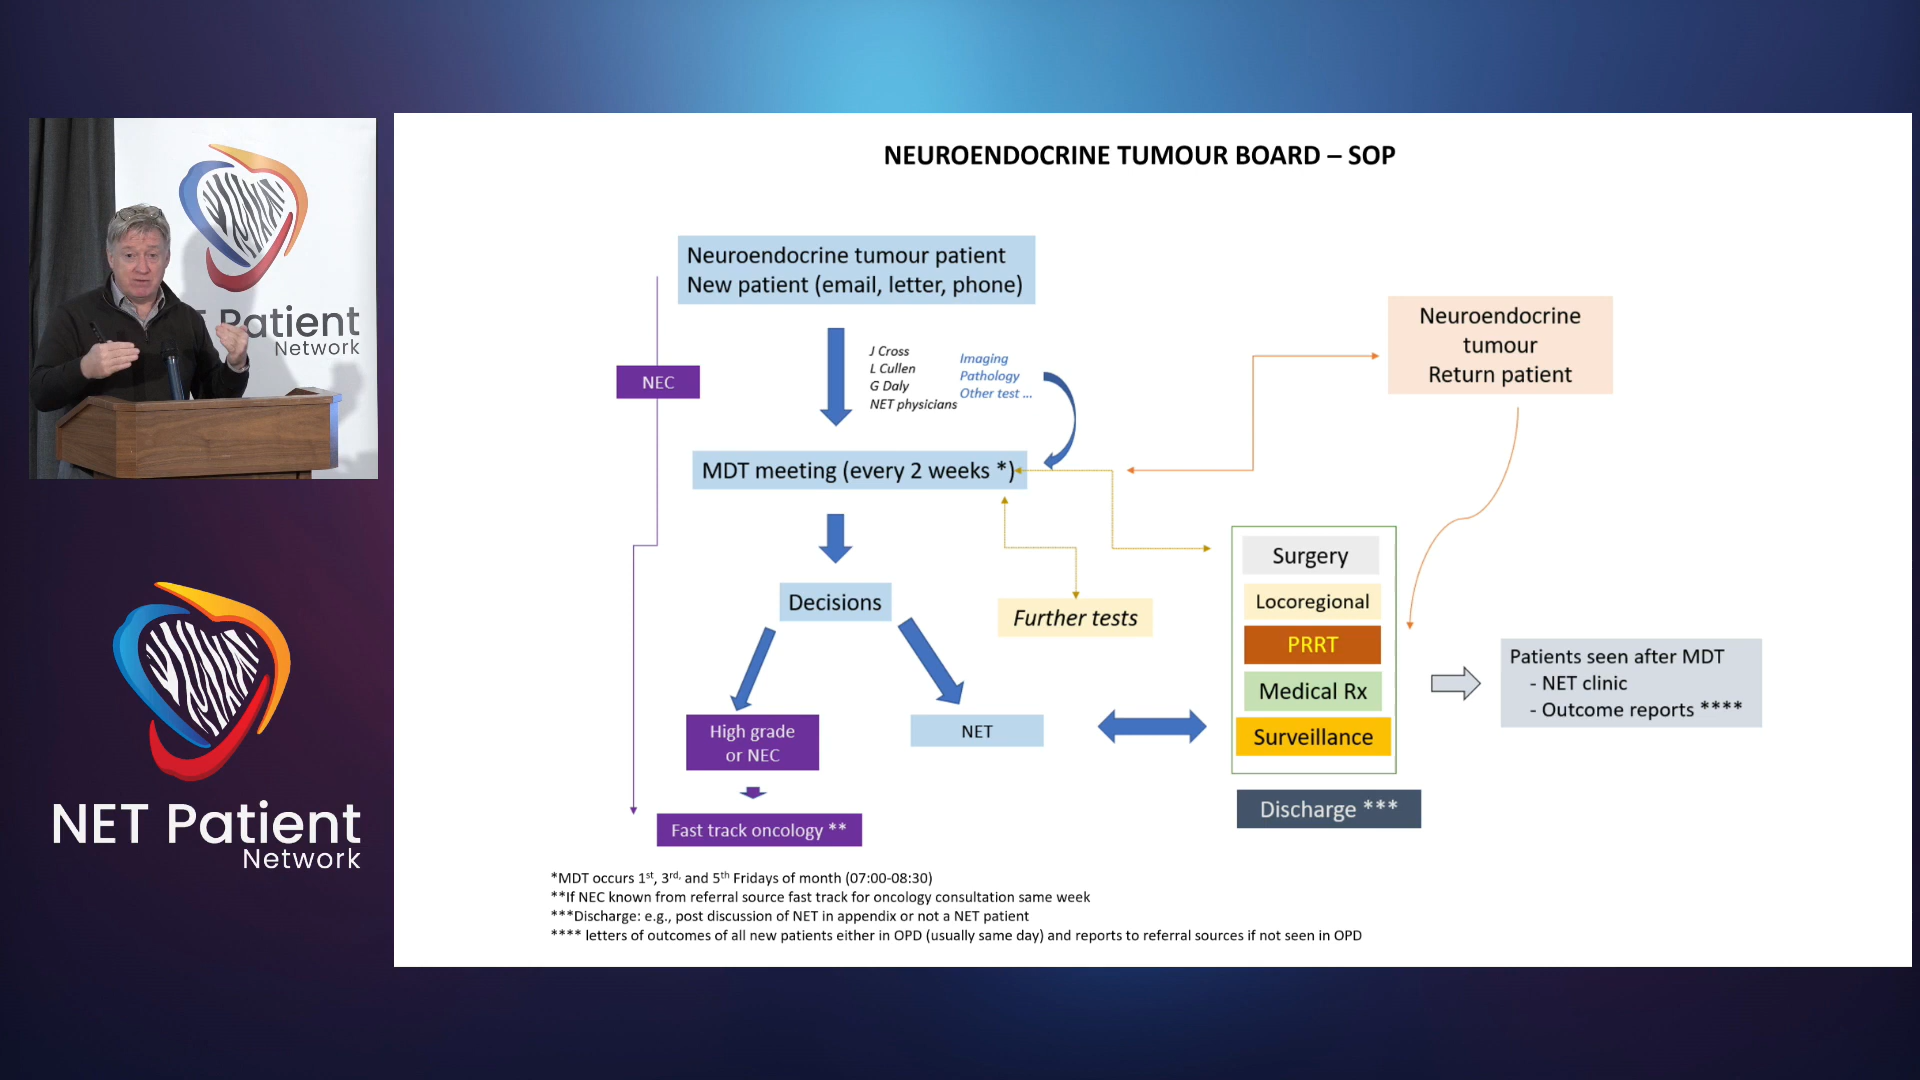 NEUROENDOCRINE TUMOUR BOARD – SOP
Neuroendocrine tumour patient
New patient (email, letter, phone)
J Cross
L Cullen
G Daly
NET physicians
Imaging
Pathology
Other test ...
NEC
Neuroendocrine
tumour
Return patient
MDT meeting (every 2 weeks *)
Decisions
Further tests
Surgery
Locoregional
PRRT
Medical Rx
Surveillance
Patients seen after MDT
- NET clinic
- Outcome reports ****
High grade
or NEC
NET
Discharge ***
Fast track oncology **
*MDT occurs 1st, 3rd, and 5th Fridays of month (07:00-08:30)
**If NEC known from referral source fast track for oncology consultation same week
***Discharge: e.g., post discussion of NET in appendix or not a NET patient
**** letters of outcomes of all new patients either in OPD (usually same day) and reports to referral sources if not seen in OPD
Patient
Network
NET Patient
Network